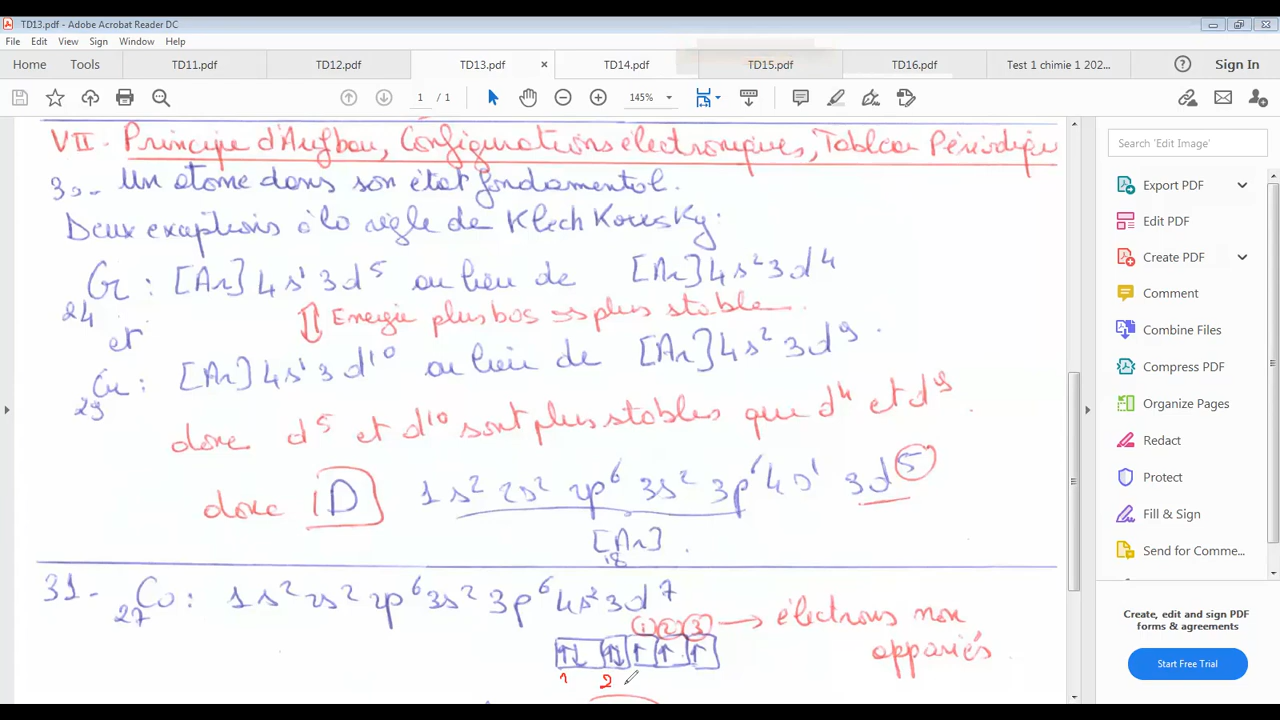 TD13.pdf - Adobe Acrobat Reader DC
File Edit View Sign Window Help
Home Tools TD11.pdf TD12.pdf TD13.pdf × TD14.pdf TD15.pdf TD16.pdf Test 1 chimie 1 202... Sign In
1 / 1 145%
VII - Principe d'Aufbau, Configurations électroniques, Tableau Périodique
30.- Un atome dans son état fondamental.
Deux exceptions à la règle de Klechkowsky:
24Cr : [Ar] 4s¹ 3d⁵ au lieu de [Ar] 4s² 3d⁴
et ⇕ Energie plus bas => plus stable
29Cu : [Ar] 4s¹ 3d¹⁰ au lieu de [Ar] 4s² 3d⁹.
donc d⁵ et d¹⁰ sont plus stables que d⁴ et d⁹.
donc D 1s² 2s² 2p⁶ 3s² 3p⁶ 4s¹ 3d⁵
[Ar]
18
31- 27Co : 1s² 2s² 2p⁶ 3s² 3p⁶ 4s² 3d⁷
① ② ③ → électrons non
↑↓ ↑↓ ↑ ↑ ↑ appariés
1 2
Search 'Edit Image'
Export PDF
Edit PDF
Create PDF
Comment
Combine Files
Compress PDF
Organize Pages
Redact
Protect
Fill & Sign
Send for Comme...
Create, edit and sign PDF
forms & agreements
Start Free Trial